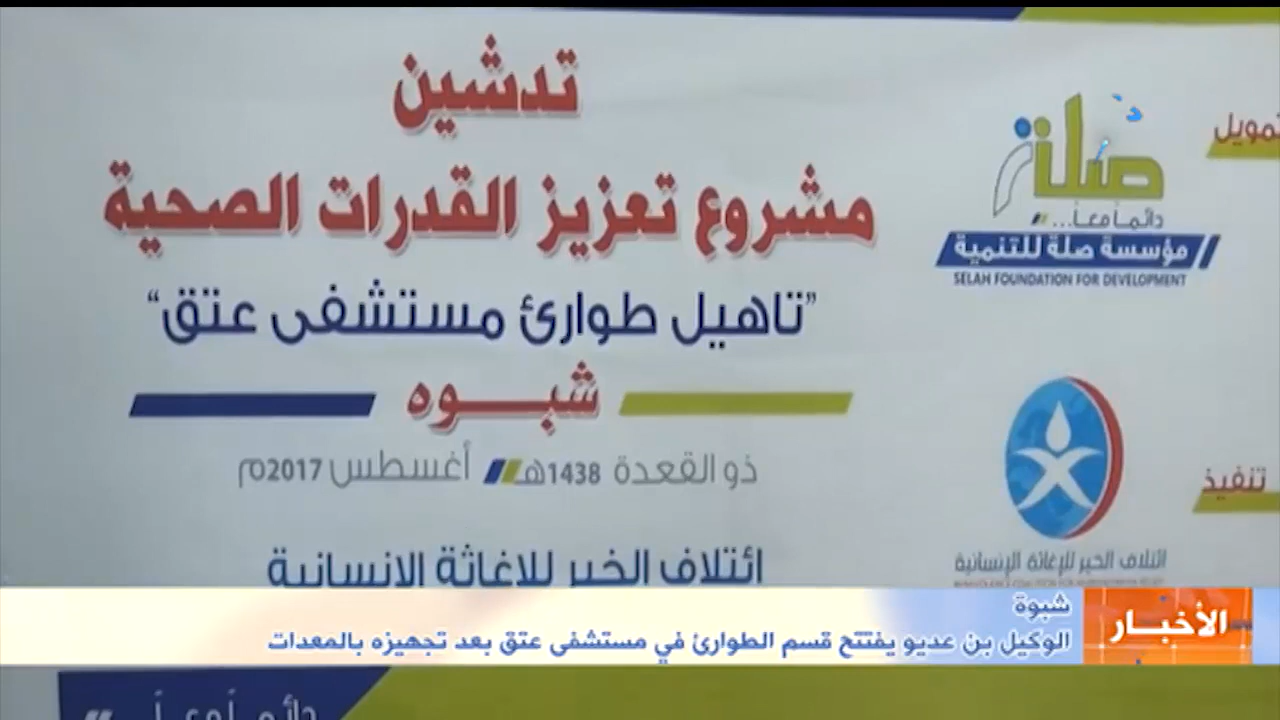 تدشين
مشروع تعزيز القدرات الصحية
"تاهيل طوارئ مستشفى عتق"
شبـــوه
ذو القعدة 1438هـ // أغسطس 2017م
ائتلاف الخير للإغاثة الإنسانية
تمويل
صلة
دائماً معاً...
مؤسسة صلة للتنمية
SELAH FOUNDATION FOR DEVELOPMENT
تنفيذ
ائتلاف الخير للإغاثة الإنسانية
الأخبار
شبوة
الوكيل بن عديو يفتتح قسم الطوارئ في مستشفى عتق بعد تجهيزه بالمعدات